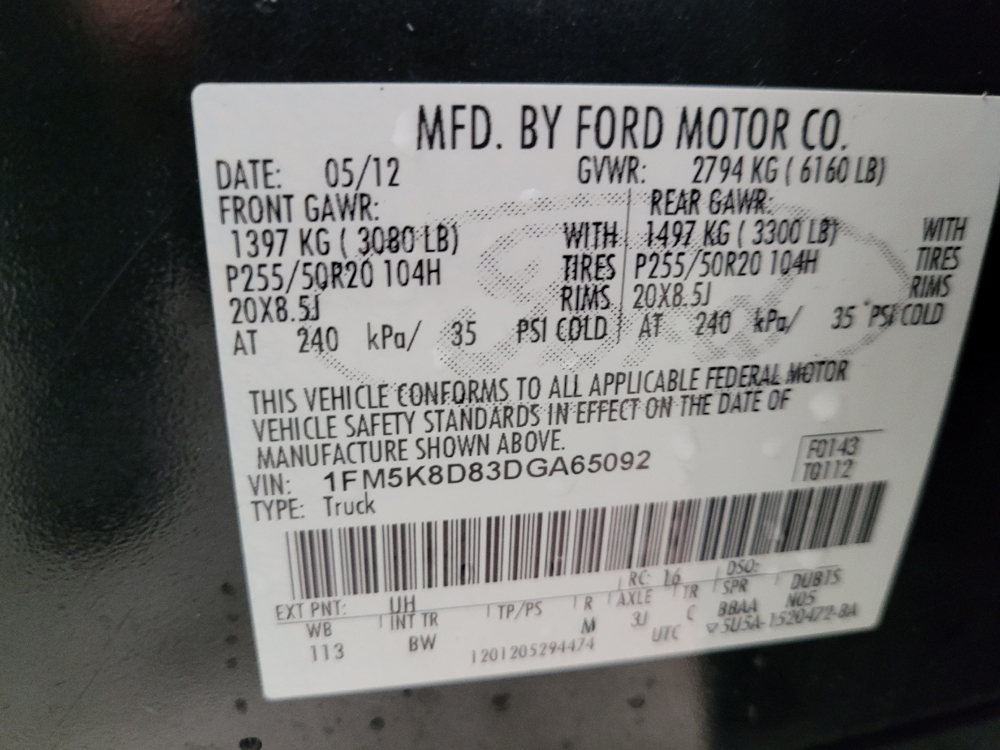 MFD. BY FORD MOTOR CO.
DATE: 05/12 GVWR: 2794 KG ( 6160 LB)
FRONT GAWR: REAR GAWR:
1397 KG ( 3080 LB) WITH 1497 KG ( 3300 LB) WITH
P255/50R20 104H TIRES P255/50R20 104H TIRES
20X8.5J RIMS 20X8.5J RIMS
AT 240 kPa/ 35 PSI COLD AT 240 kPa/ 35 PSI COLD
THIS VEHICLE CONFORMS TO ALL APPLICABLE FEDERAL MOTOR
VEHICLE SAFETY STANDARDS IN EFFECT ON THE DATE OF
MANUFACTURE SHOWN ABOVE.
VIN: 1FM5K8D83DGA65092 F0143
TYPE: Truck T0112
EXT PNT: UH RC: 16 DSO:
WB INT TR TP/PS R AXLE TR SPR DUB15
113 BW M 3J C BBAA N05
1201205294474 UTC ▽5U5A-1520472-BA